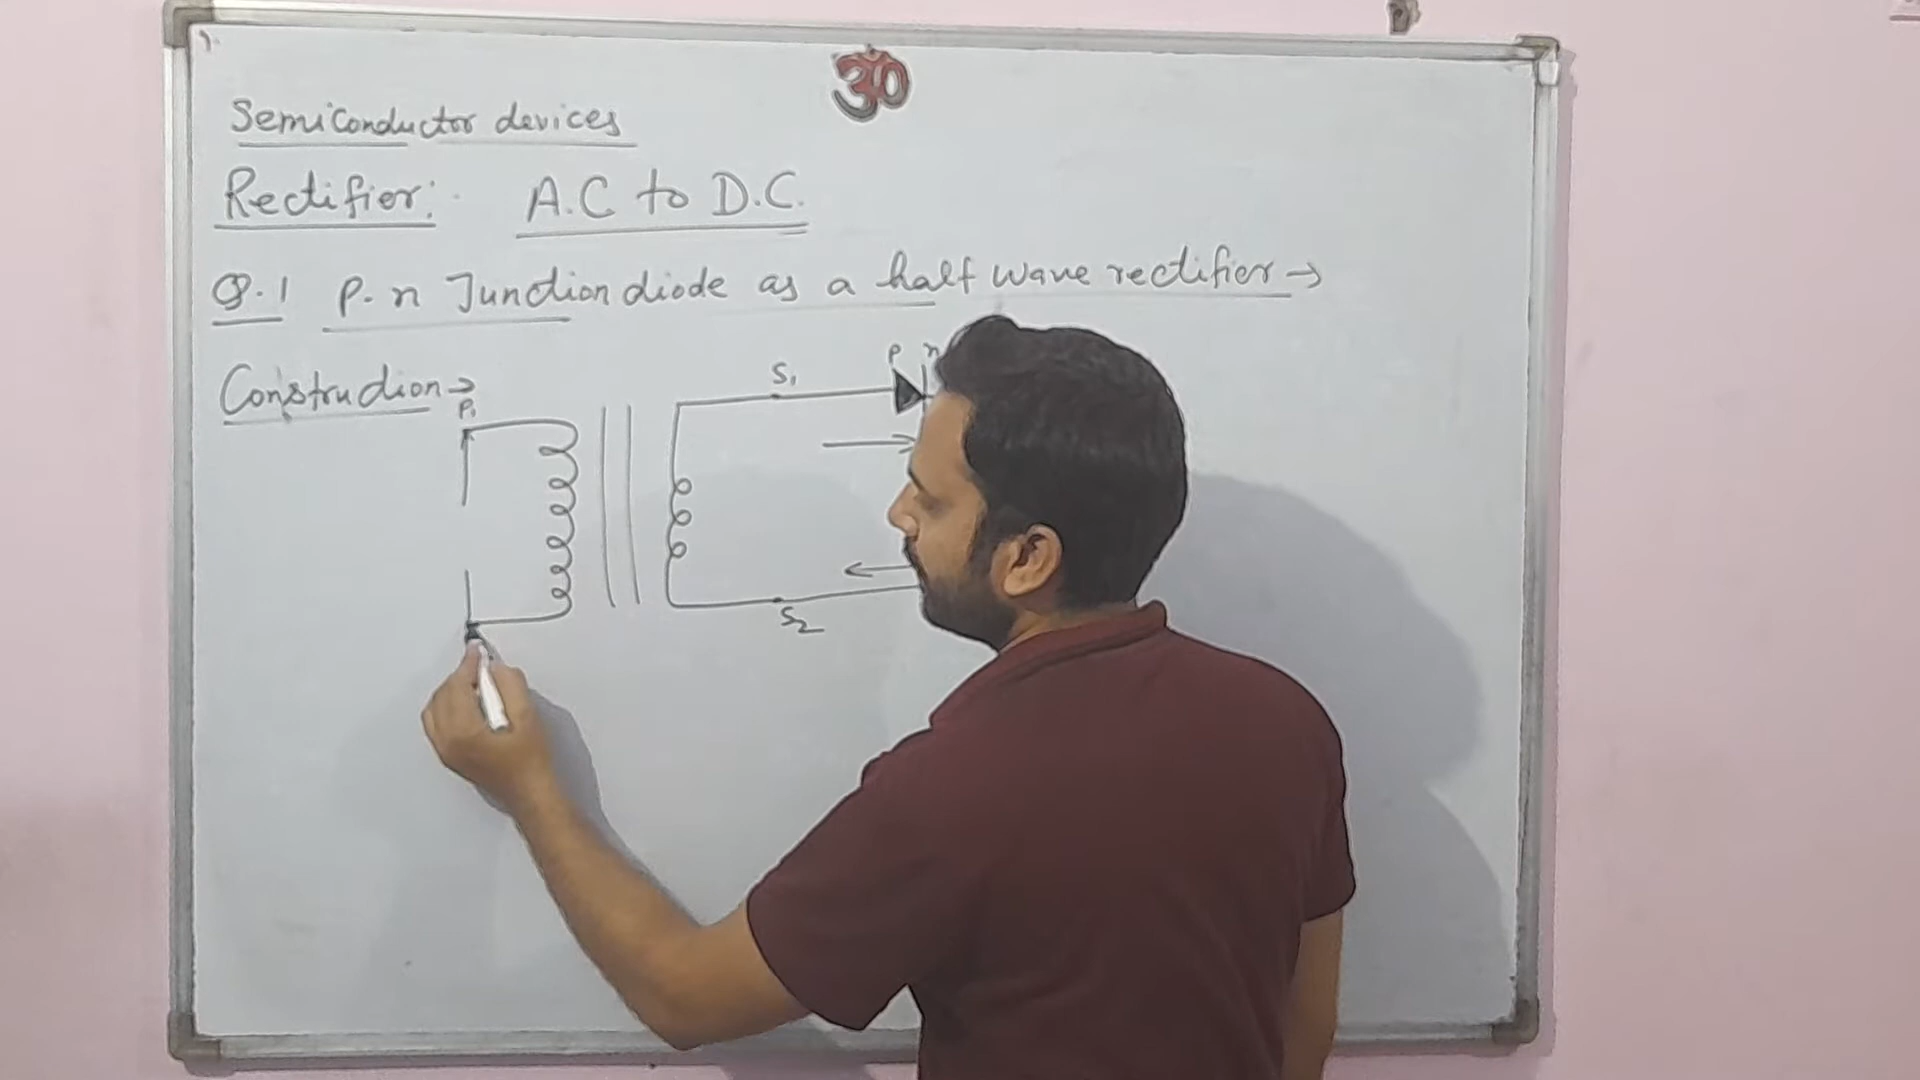 ॐ
Semiconductor devices
Rectifier: A.C to D.C.
Q.1 P-n Junction diode as a half wave rectifier →
Construction →
P₁
S₁
P n
S₂